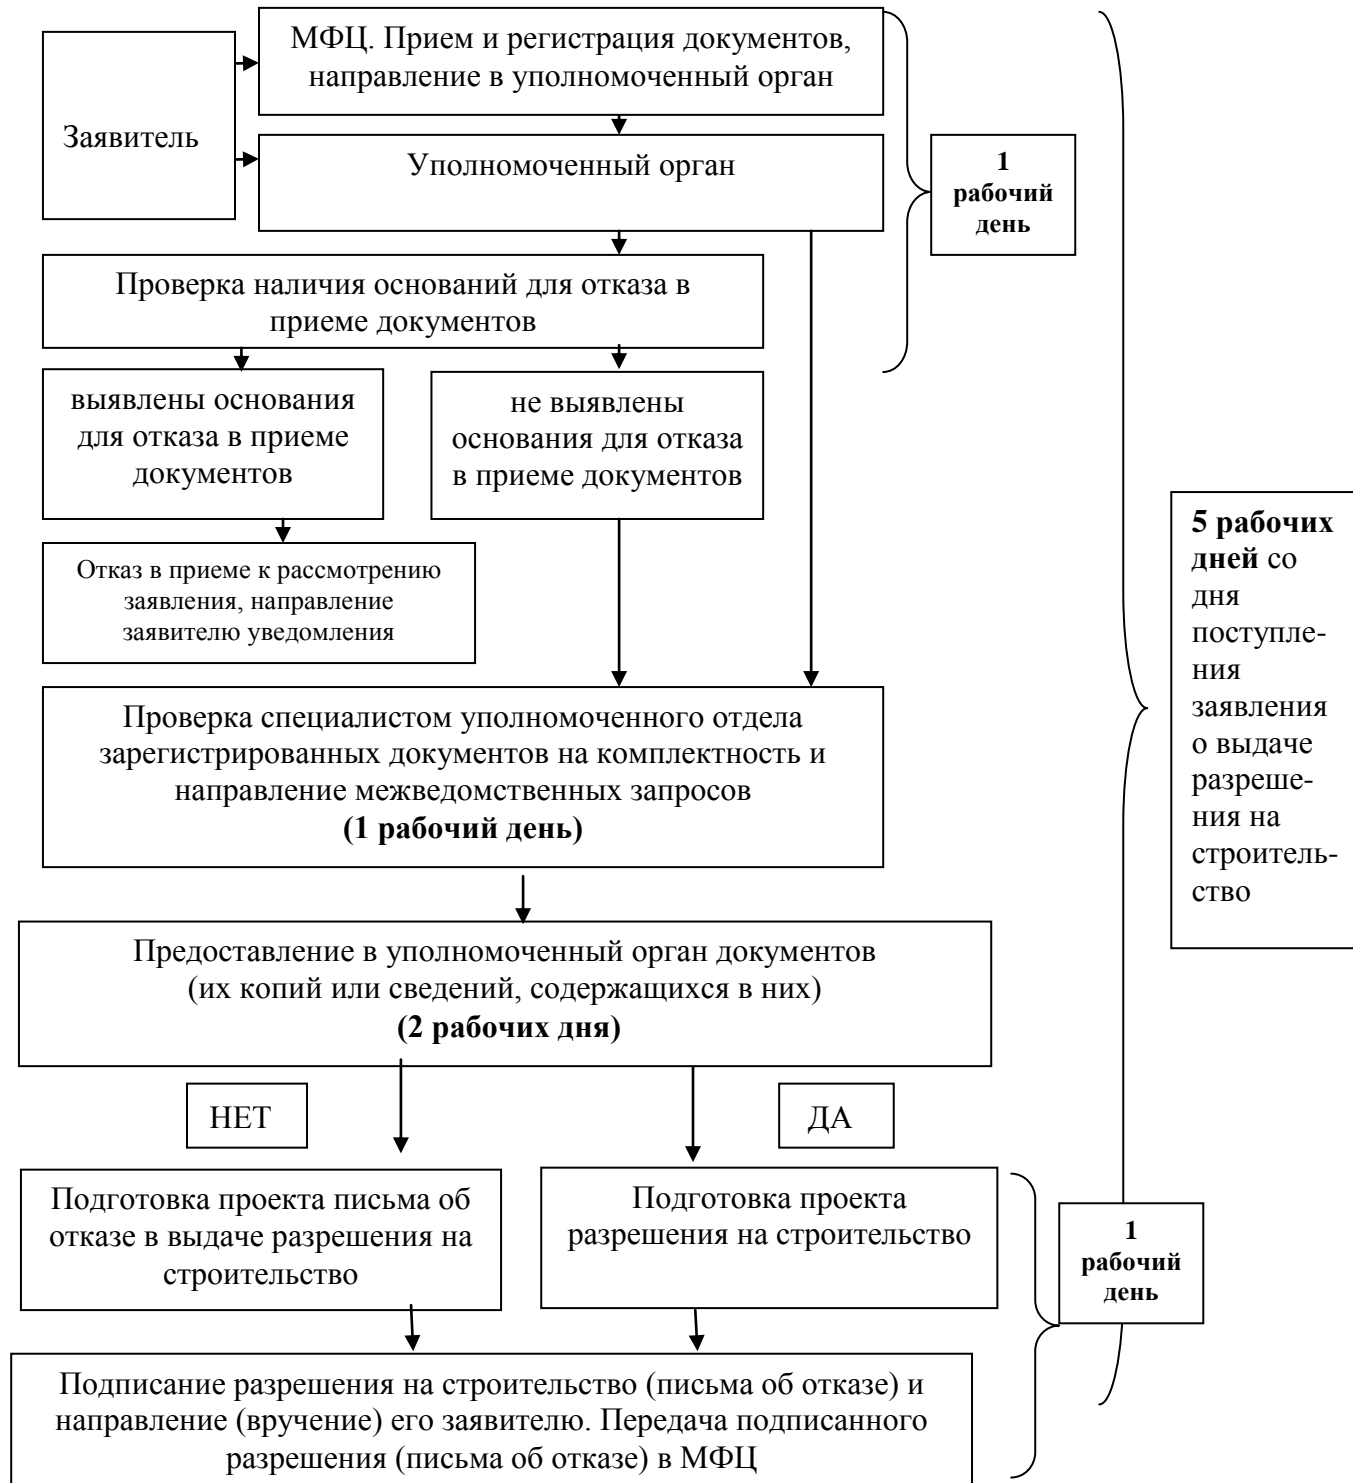 МФЦ. Прием и регистрация документов,
направление в уполномоченный орган
Заявитель
Уполномоченный орган
1
рабочий
день
Проверка наличия оснований для отказа в
приеме документов
выявлены основания
для отказа в приеме
документов
не выявлены
основания для отказа
в приеме документов
Отказ в приеме к рассмотрению
заявления, направление
заявителю уведомления
5 рабочих
дней со
дня
поступле-
ния
заявления
о выдаче
разреше-
ния на
строитель-
ство
Проверка специалистом уполномоченного отдела
зарегистрированных документов на комплектность и
направление межведомственных запросов
(1 рабочий день)
Предоставление в уполномоченный орган документов
(их копий или сведений, содержащихся в них)
(2 рабочих дня)
НЕТ
ДА
Подготовка проекта письма об
отказе в выдаче разрешения на
строительство
Подготовка проекта
разрешения на строительство
1
рабочий
день
Подписание разрешения на строительство (письма об отказе) и
направление (вручение) его заявителю. Передача подписанного
разрешения (письма об отказе) в МФЦ